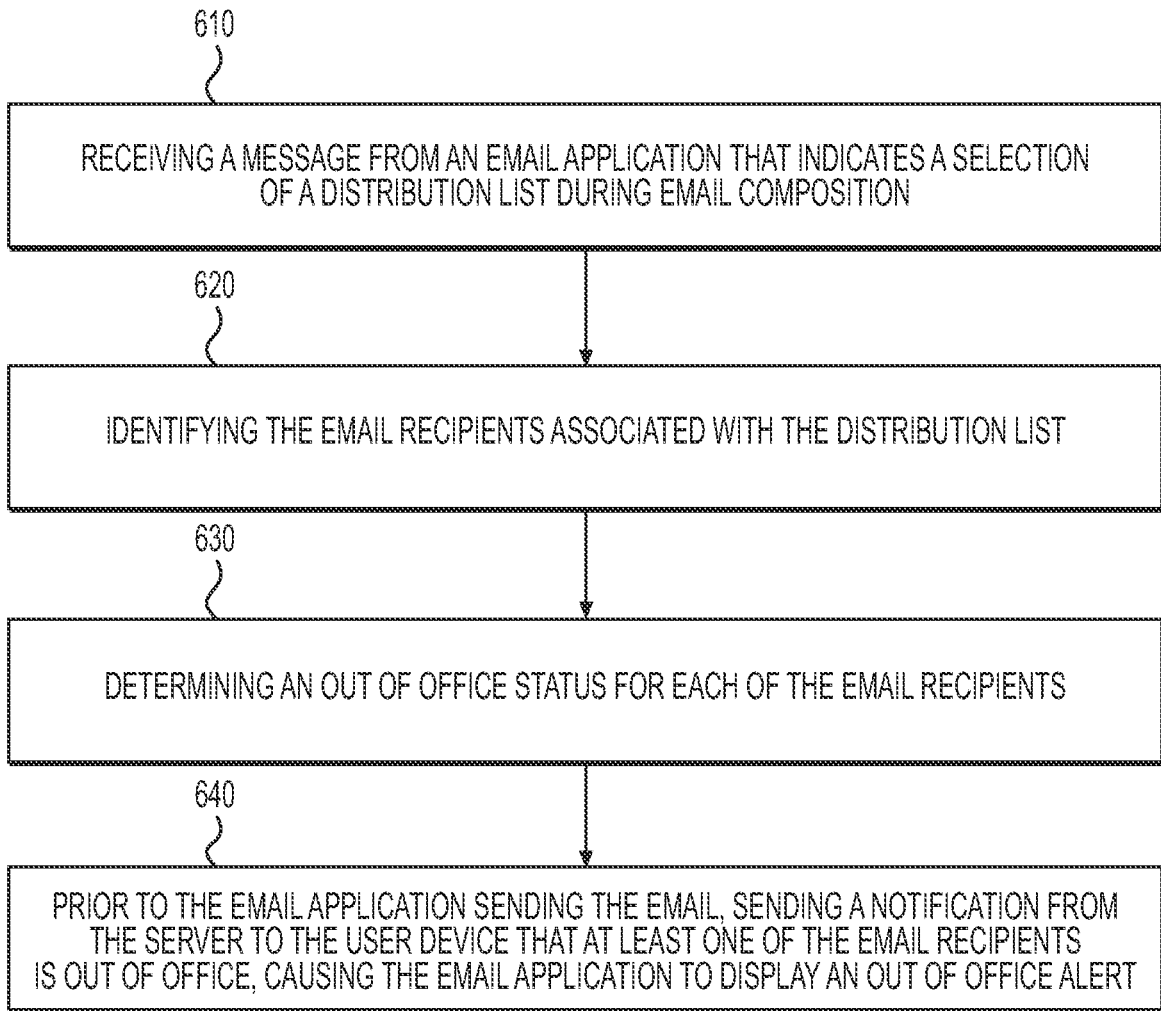 610
RECEIVING A MESSAGE FROM AN EMAIL APPLICATION THAT INDICATES A SELECTION
OF A DISTRIBUTION LIST DURING EMAIL COMPOSITION
620
IDENTIFYING THE EMAIL RECIPIENTS ASSOCIATED WITH THE DISTRIBUTION LIST
630
DETERMINING AN OUT OF OFFICE STATUS FOR EACH OF THE EMAIL RECIPIENTS
640
PRIOR TO THE EMAIL APPLICATION SENDING THE EMAIL, SENDING A NOTIFICATION FROM
THE SERVER TO THE USER DEVICE THAT AT LEAST ONE OF THE EMAIL RECIPIENTS
IS OUT OF OFFICE, CAUSING THE EMAIL APPLICATION TO DISPLAY AN OUT OF OFFICE ALERT